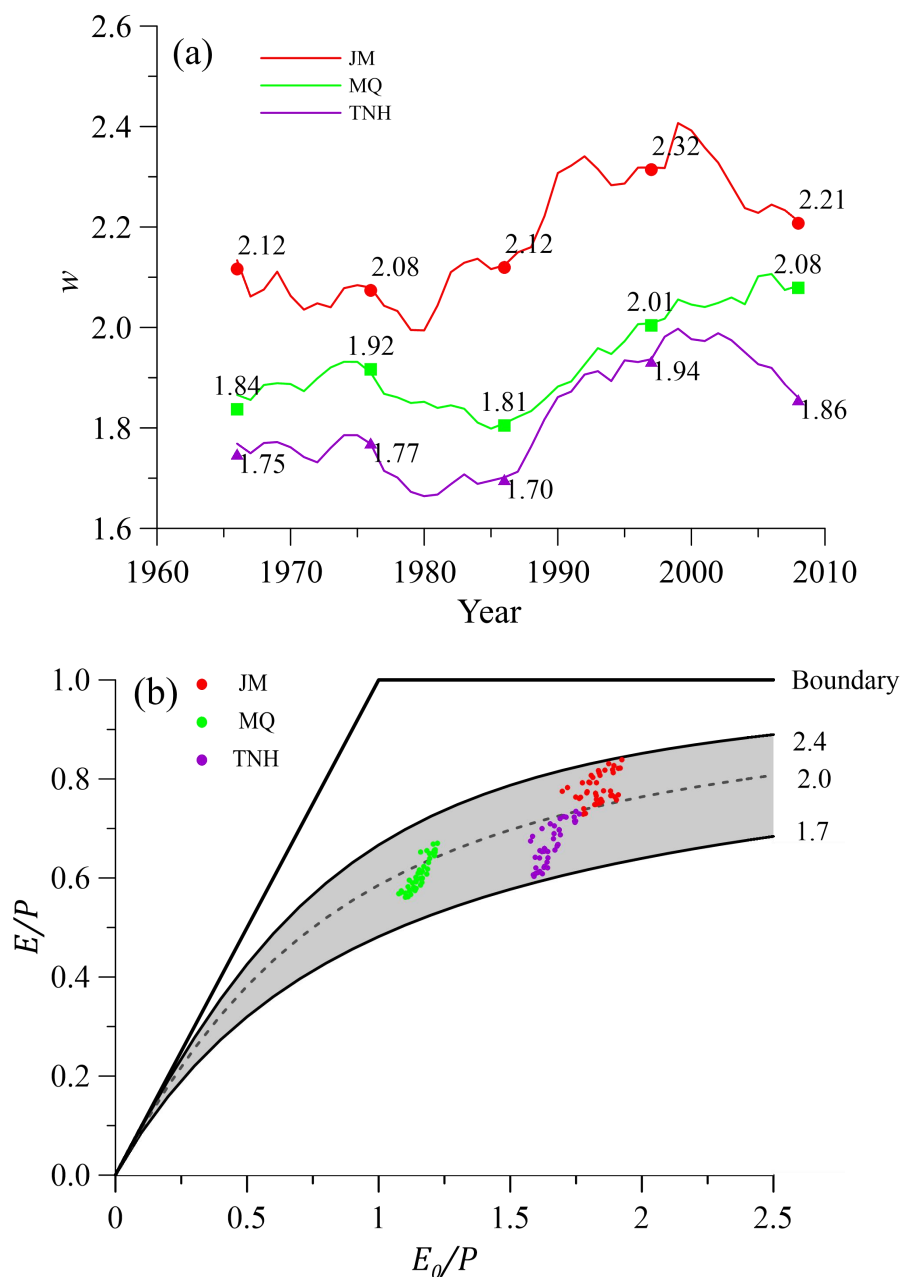 2.6
(a)
JM
MQ
TNH
2.4
2.32
2.2
2.21
2.12
2.12
2.08
2.08
w
2.0
2.01
1.92
1.94
1.84
1.81
1.86
1.8
1.77
1.75
1.70
1.6
1960 1970 1980 1990 2000 2010
Year
(b)
JM
MQ
TNH
1.0
Boundary
2.4
0.8
2.0
1.7
0.6
E/P
0.4
0.2
0.0
0 0.5 1 1.5 2 2.5
E₀/P